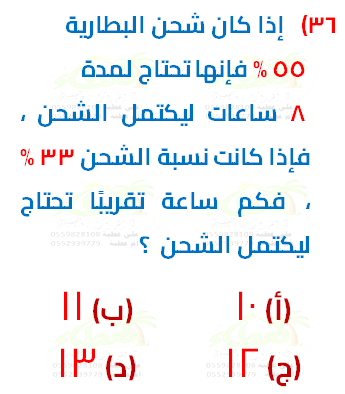 ٣٦) إذا كان شحن البطارية
٥٥ % فإنها تحتاج لمدة
٨ ساعات ليكتمل الشحن ،
فإذا كانت نسبة الشحن ٣٣ %
، فكم ساعة تقريبًا تحتاج
ليكتمل الشحن ؟
(أ) ١٠ (ب) ١١
(ج) ١٢ (د) ١٣